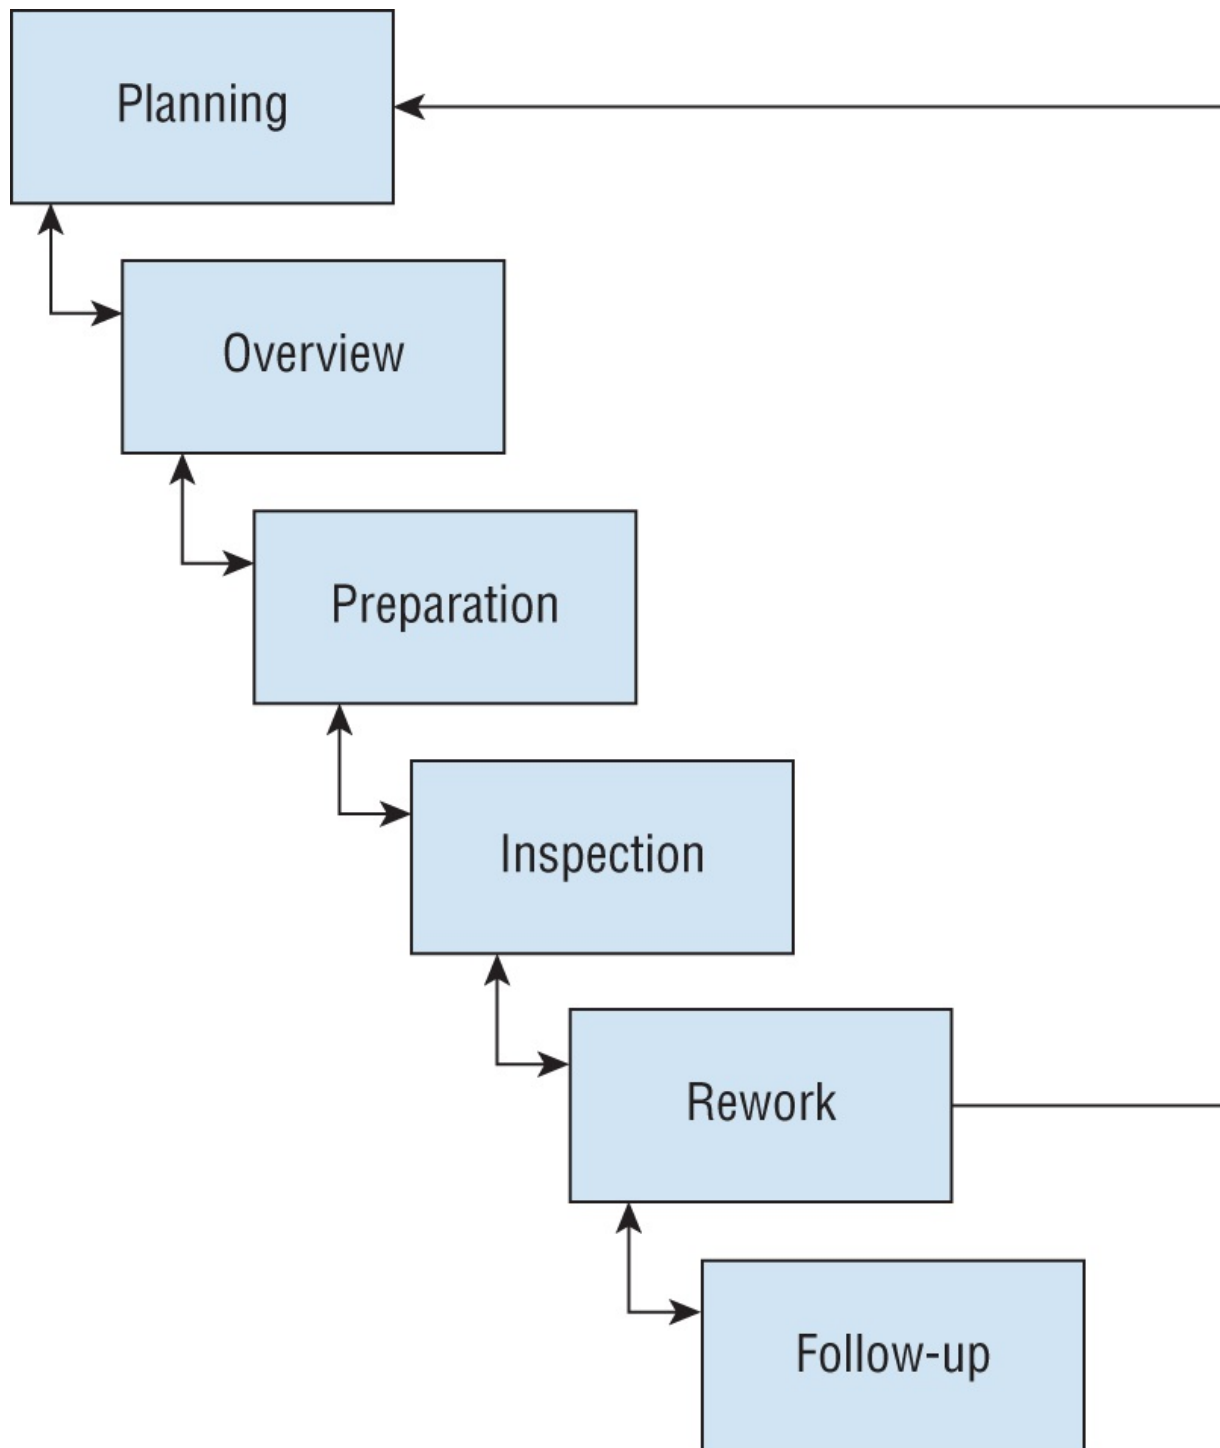 Planning
Overview
Preparation
Inspection
Rework
Follow-up